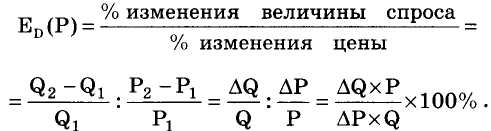 E_D(P) = % изменения величины спроса / % изменения цены =
= Q₂ – Q₁ / Q₁ : P₂ – P₁ / P₁ = ΔQ / Q : ΔP / P = ΔQ×P / ΔP×Q ×100% .